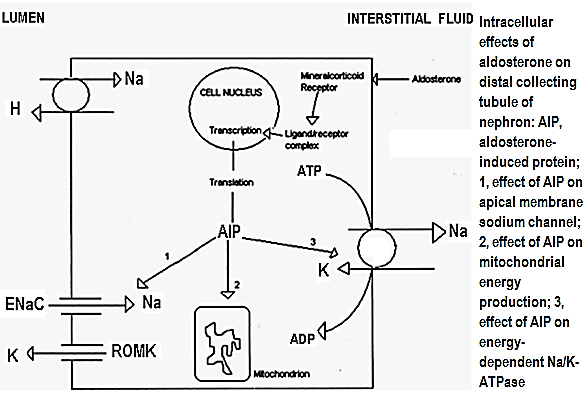 LUMEN
INTERSTITIAL FLUID
Na
H
CELL NUCLEUS
Transcription
Mineralcorticoid
Receptor
Aldosterone
Ligand/receptor
complex
Translation
ATP
AIP
1
2
3
Na
K
ENaC
Na
K
ROMK
Mitochondrion
ADP
Intracellular
effects of
aldosterone on
distal collecting
tubule of
nephron: AIP,
aldosterone-
induced protein;
1, effect of AIP on
apical membrane
sodium channel;
2, effect of AIP on
mitochondrial
energy
production; 3,
effect of AIP on
energy-
dependent Na/K-
ATPase